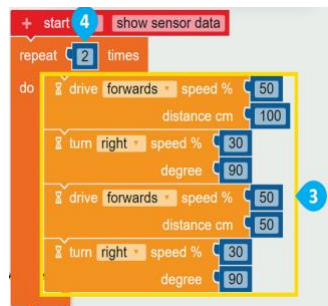 + start 4 show sensor data
repeat 2 times
do drive forwards speed % 50
distance cm 100
turn right speed % 30
degree 90
drive forwards speed % 50
3
distance cm 50
turn right speed % 30
degree 90